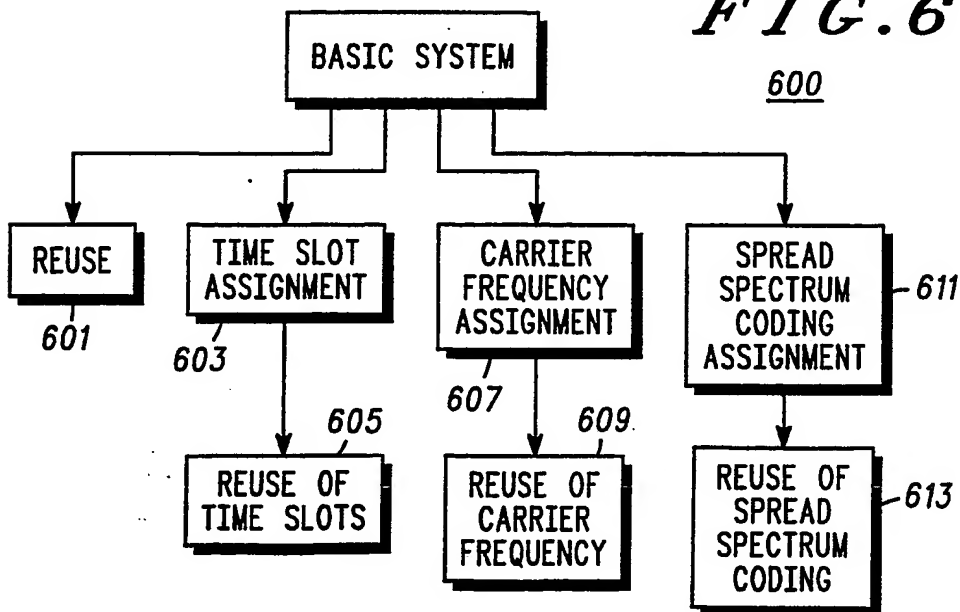 FIG.6
600
BASIC SYSTEM
REUSE
601
TIME SLOT
ASSIGNMENT
603
CARRIER
FREQUENCY
ASSIGNMENT
607
SPREAD
SPECTRUM
CODING
ASSIGNMENT
611
605
REUSE OF
TIME SLOTS
609
REUSE OF
CARRIER
FREQUENCY
REUSE OF
SPREAD
SPECTRUM
CODING
613